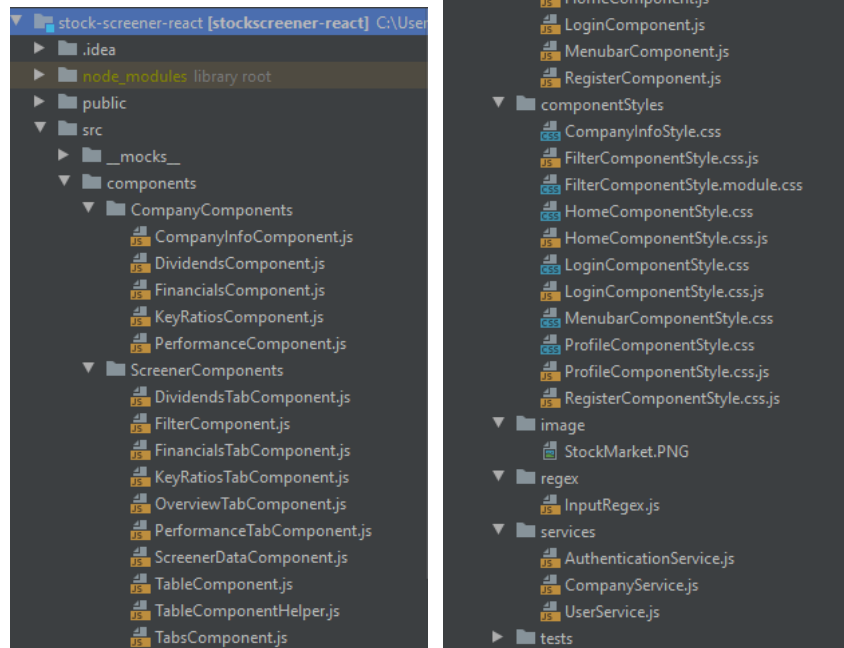 stock-screener-react [stockscreener-react] C:\User
.idea
node_modules library root
public
src
__mocks__
components
CompanyComponents
CompanyInfoComponent.js
DividendsComponent.js
FinancialsComponent.js
KeyRatiosComponent.js
PerformanceComponent.js
ScreenerComponents
DividendsTabComponent.js
FilterComponent.js
FinancialsTabComponent.js
KeyRatiosTabComponent.js
OverviewTabComponent.js
PerformanceTabComponent.js
ScreenerDataComponent.js
TableComponent.js
TableComponentHelper.js
TabsComponent.js
HomeComponent.js
LoginComponent.js
MenubarComponent.js
RegisterComponent.js
componentStyles
CompanyInfoStyle.css
FilterComponentStyle.css.js
FilterComponentStyle.module.css
HomeComponentStyle.css
HomeComponentStyle.css.js
LoginComponentStyle.css
LoginComponentStyle.css.js
MenubarComponentStyle.css
ProfileComponentStyle.css
ProfileComponentStyle.css.js
RegisterComponentStyle.css.js
image
StockMarket.PNG
regex
InputRegex.js
services
AuthenticationService.js
CompanyService.js
UserService.js
tests